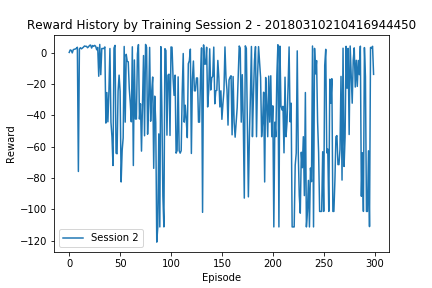 Reward History by Training Session 2 - 20180310210416944450
Reward
0
−20
−40
−60
−80
−100
−120
Session 2
0 50 100 150 200 250 300
Episode